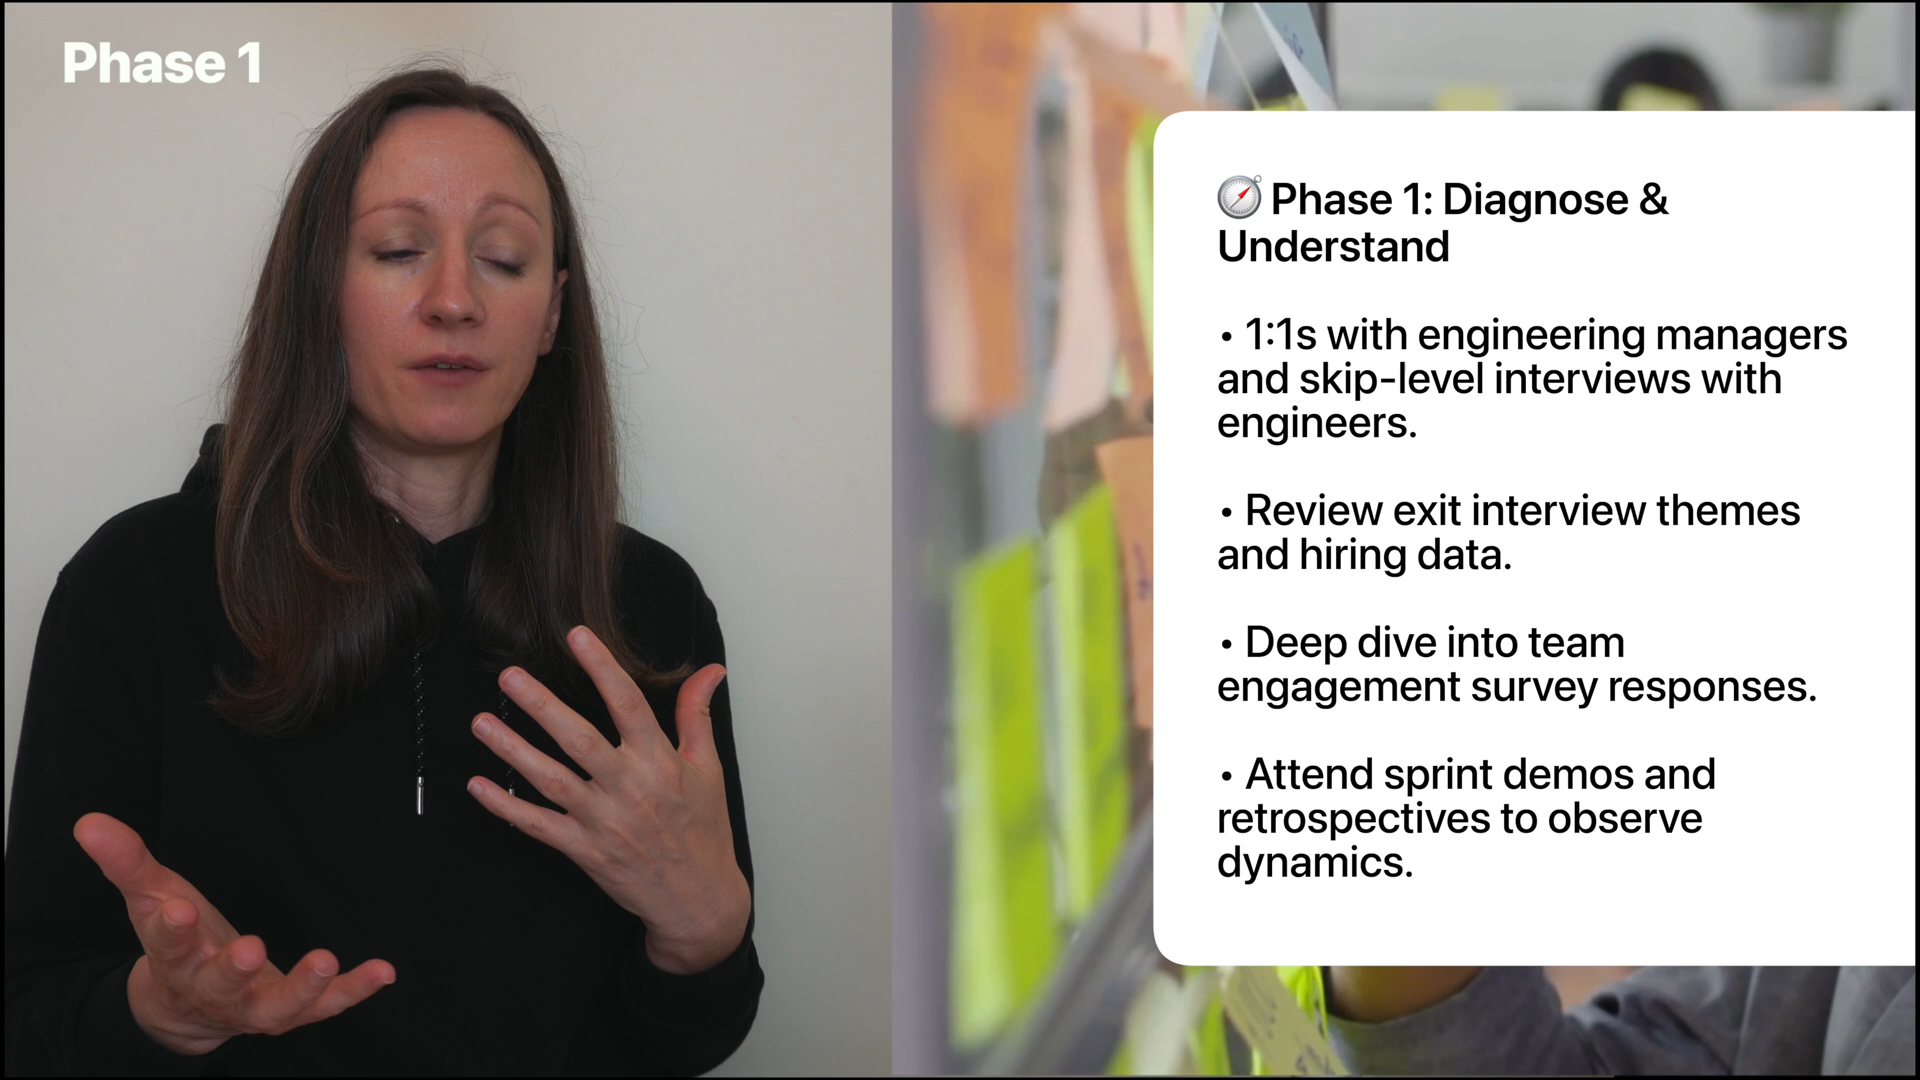 Phase 1
🧭 Phase 1: Diagnose &
Understand
• 1:1s with engineering managers
and skip-level interviews with
engineers.
• Review exit interview themes
and hiring data.
• Deep dive into team
engagement survey responses.
• Attend sprint demos and
retrospectives to observe
dynamics.